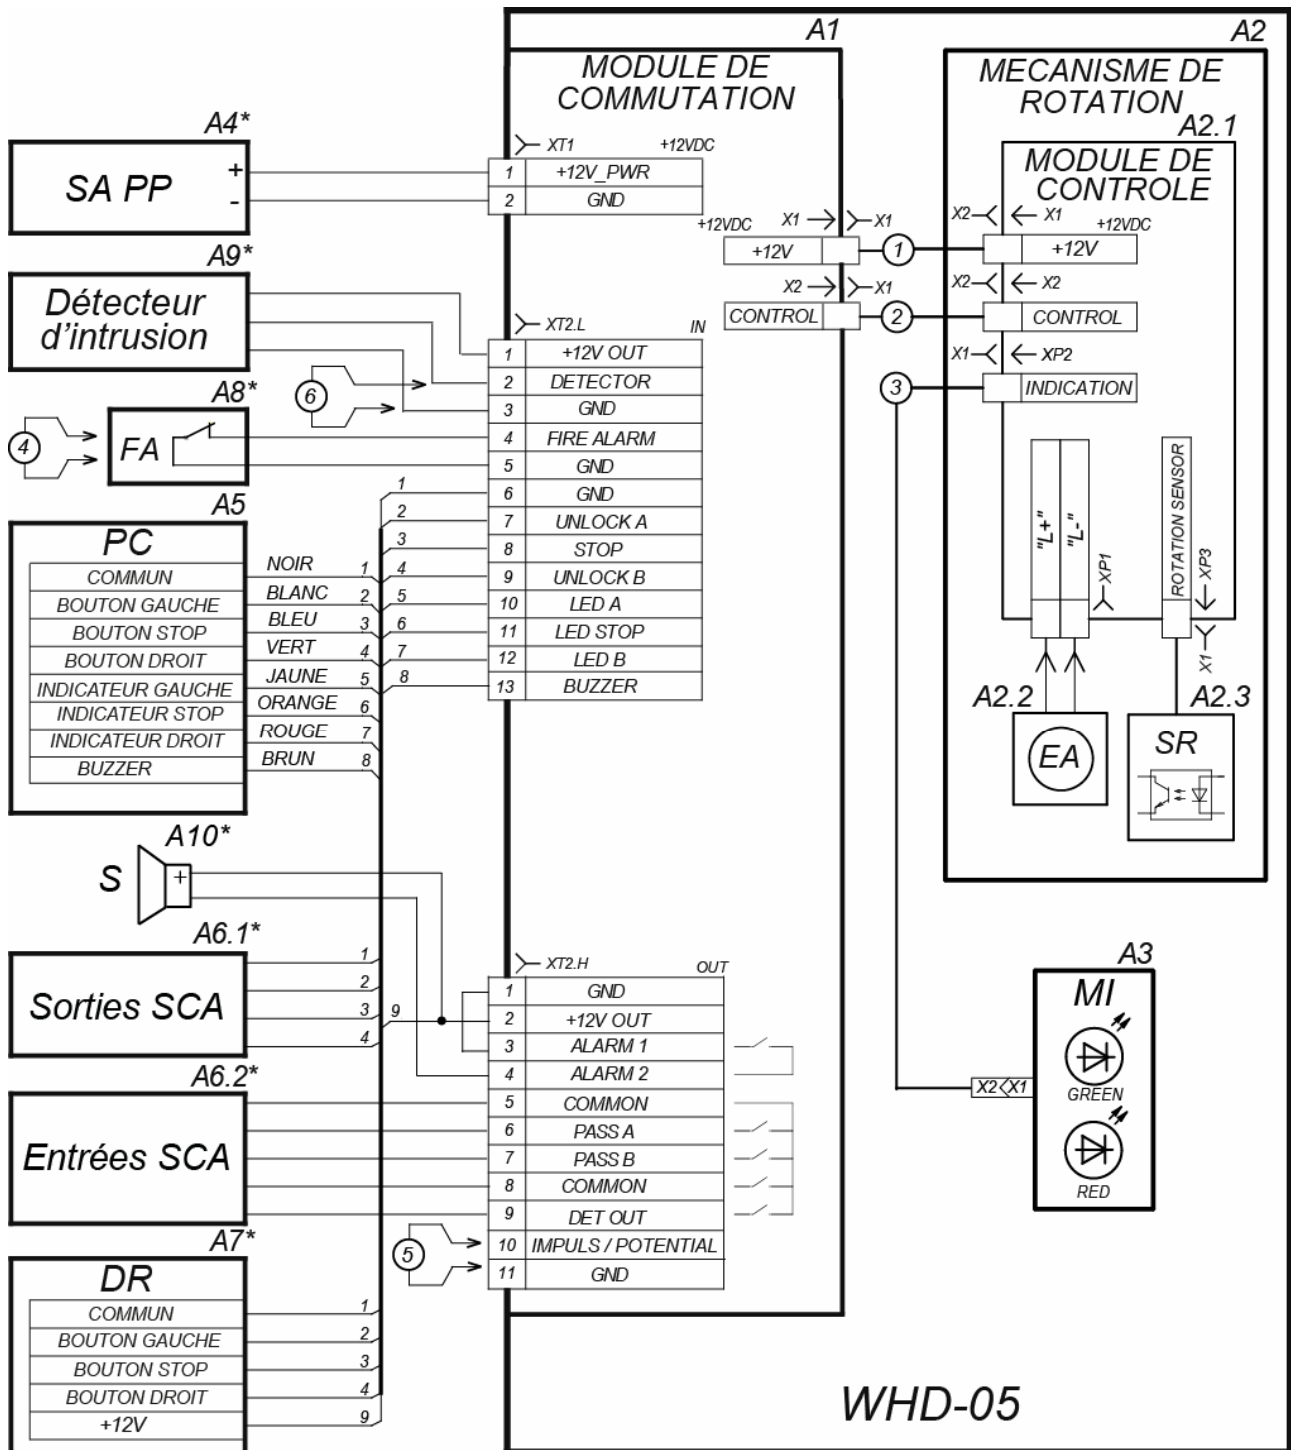 A1
A2
MODULE DE
COMMUTATION
MECANISME DE
ROTATION
A2.1
MODULE DE
CONTROLE
A4*
SA PP
+
-
XT1
+12VDC
1 +12V_PWR
2 GND
+12VDC
X1
X1
+12V
1
X2
X1
+12VDC
+12V
X2
X1
CONTROL
2
X2
X2
CONTROL
X1
XP2
3
INDICATION
A9*
Détecteur
d'intrusion
XT2.L
IN
1 +12V OUT
2 DETECTOR
3 GND
4 FIRE ALARM
5 GND
6 GND
7 UNLOCK A
8 STOP
9 UNLOCK B
10 LED A
11 LED STOP
12 LED B
13 BUZZER
6
A8*
4
FA
1
2
3
4
5
6
7
8
A5
PC
COMMUN NOIR 1
BOUTON GAUCHE BLANC 2
BOUTON STOP BLEU 3
BOUTON DROIT VERT 4
INDICATEUR GAUCHE JAUNE 5
INDICATEUR STOP ORANGE 6
INDICATEUR DROIT ROUGE 7
BUZZER BRUN 8
"L+"
"L-"
XP1
ROTATION SENSOR
XP3
X1
A2.2
EA
A2.3
SR
A10*
S
+
A6.1*
Sorties SCA
1
2
3
4
9
XT2.H
OUT
1 GND
2 +12V OUT
3 ALARM 1
4 ALARM 2
5 COMMON
6 PASS A
7 PASS B
8 COMMON
9 DET OUT
10 IMPULS / POTENTIAL
11 GND
A6.2*
Entrées SCA
5
A3
MI
GREEN
RED
X2 X1
A7*
DR
COMMUN 1
BOUTON GAUCHE 2
BOUTON STOP 3
BOUTON DROIT 4
+12V 9
WHD-05